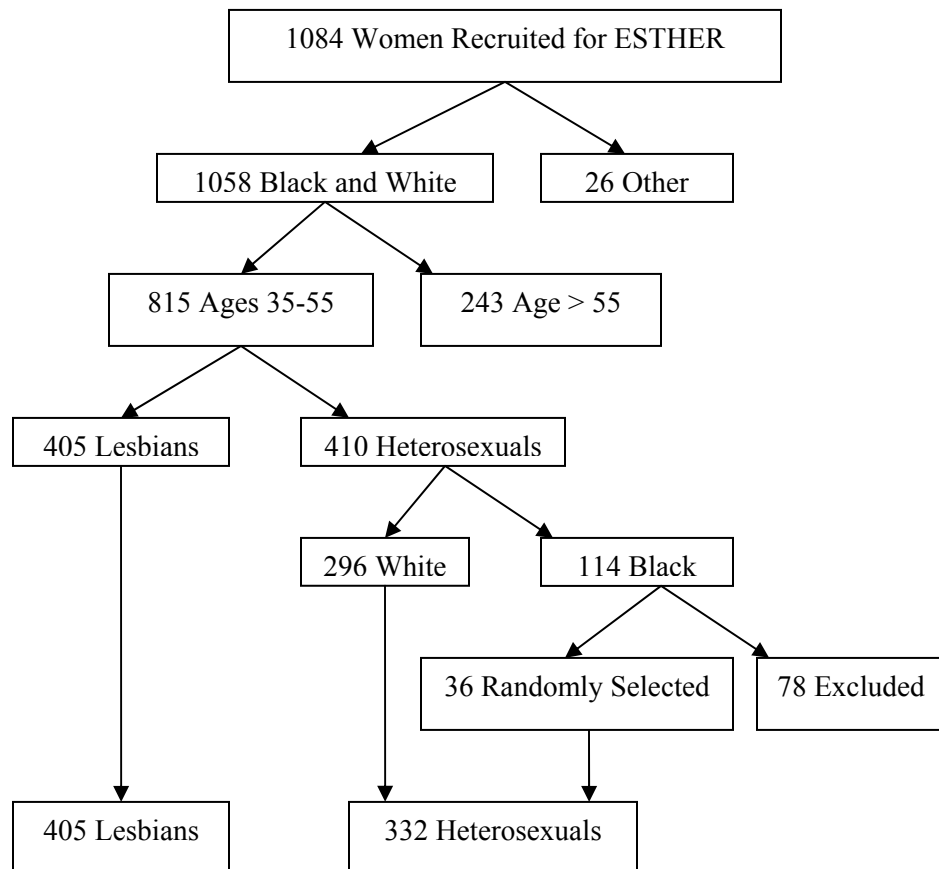 1084 Women Recruited for ESTHER
1058 Black and White
26 Other
815 Ages 35-55
243 Age > 55
405 Lesbians
410 Heterosexuals
296 White
114 Black
36 Randomly Selected
78 Excluded
405 Lesbians
332 Heterosexuals